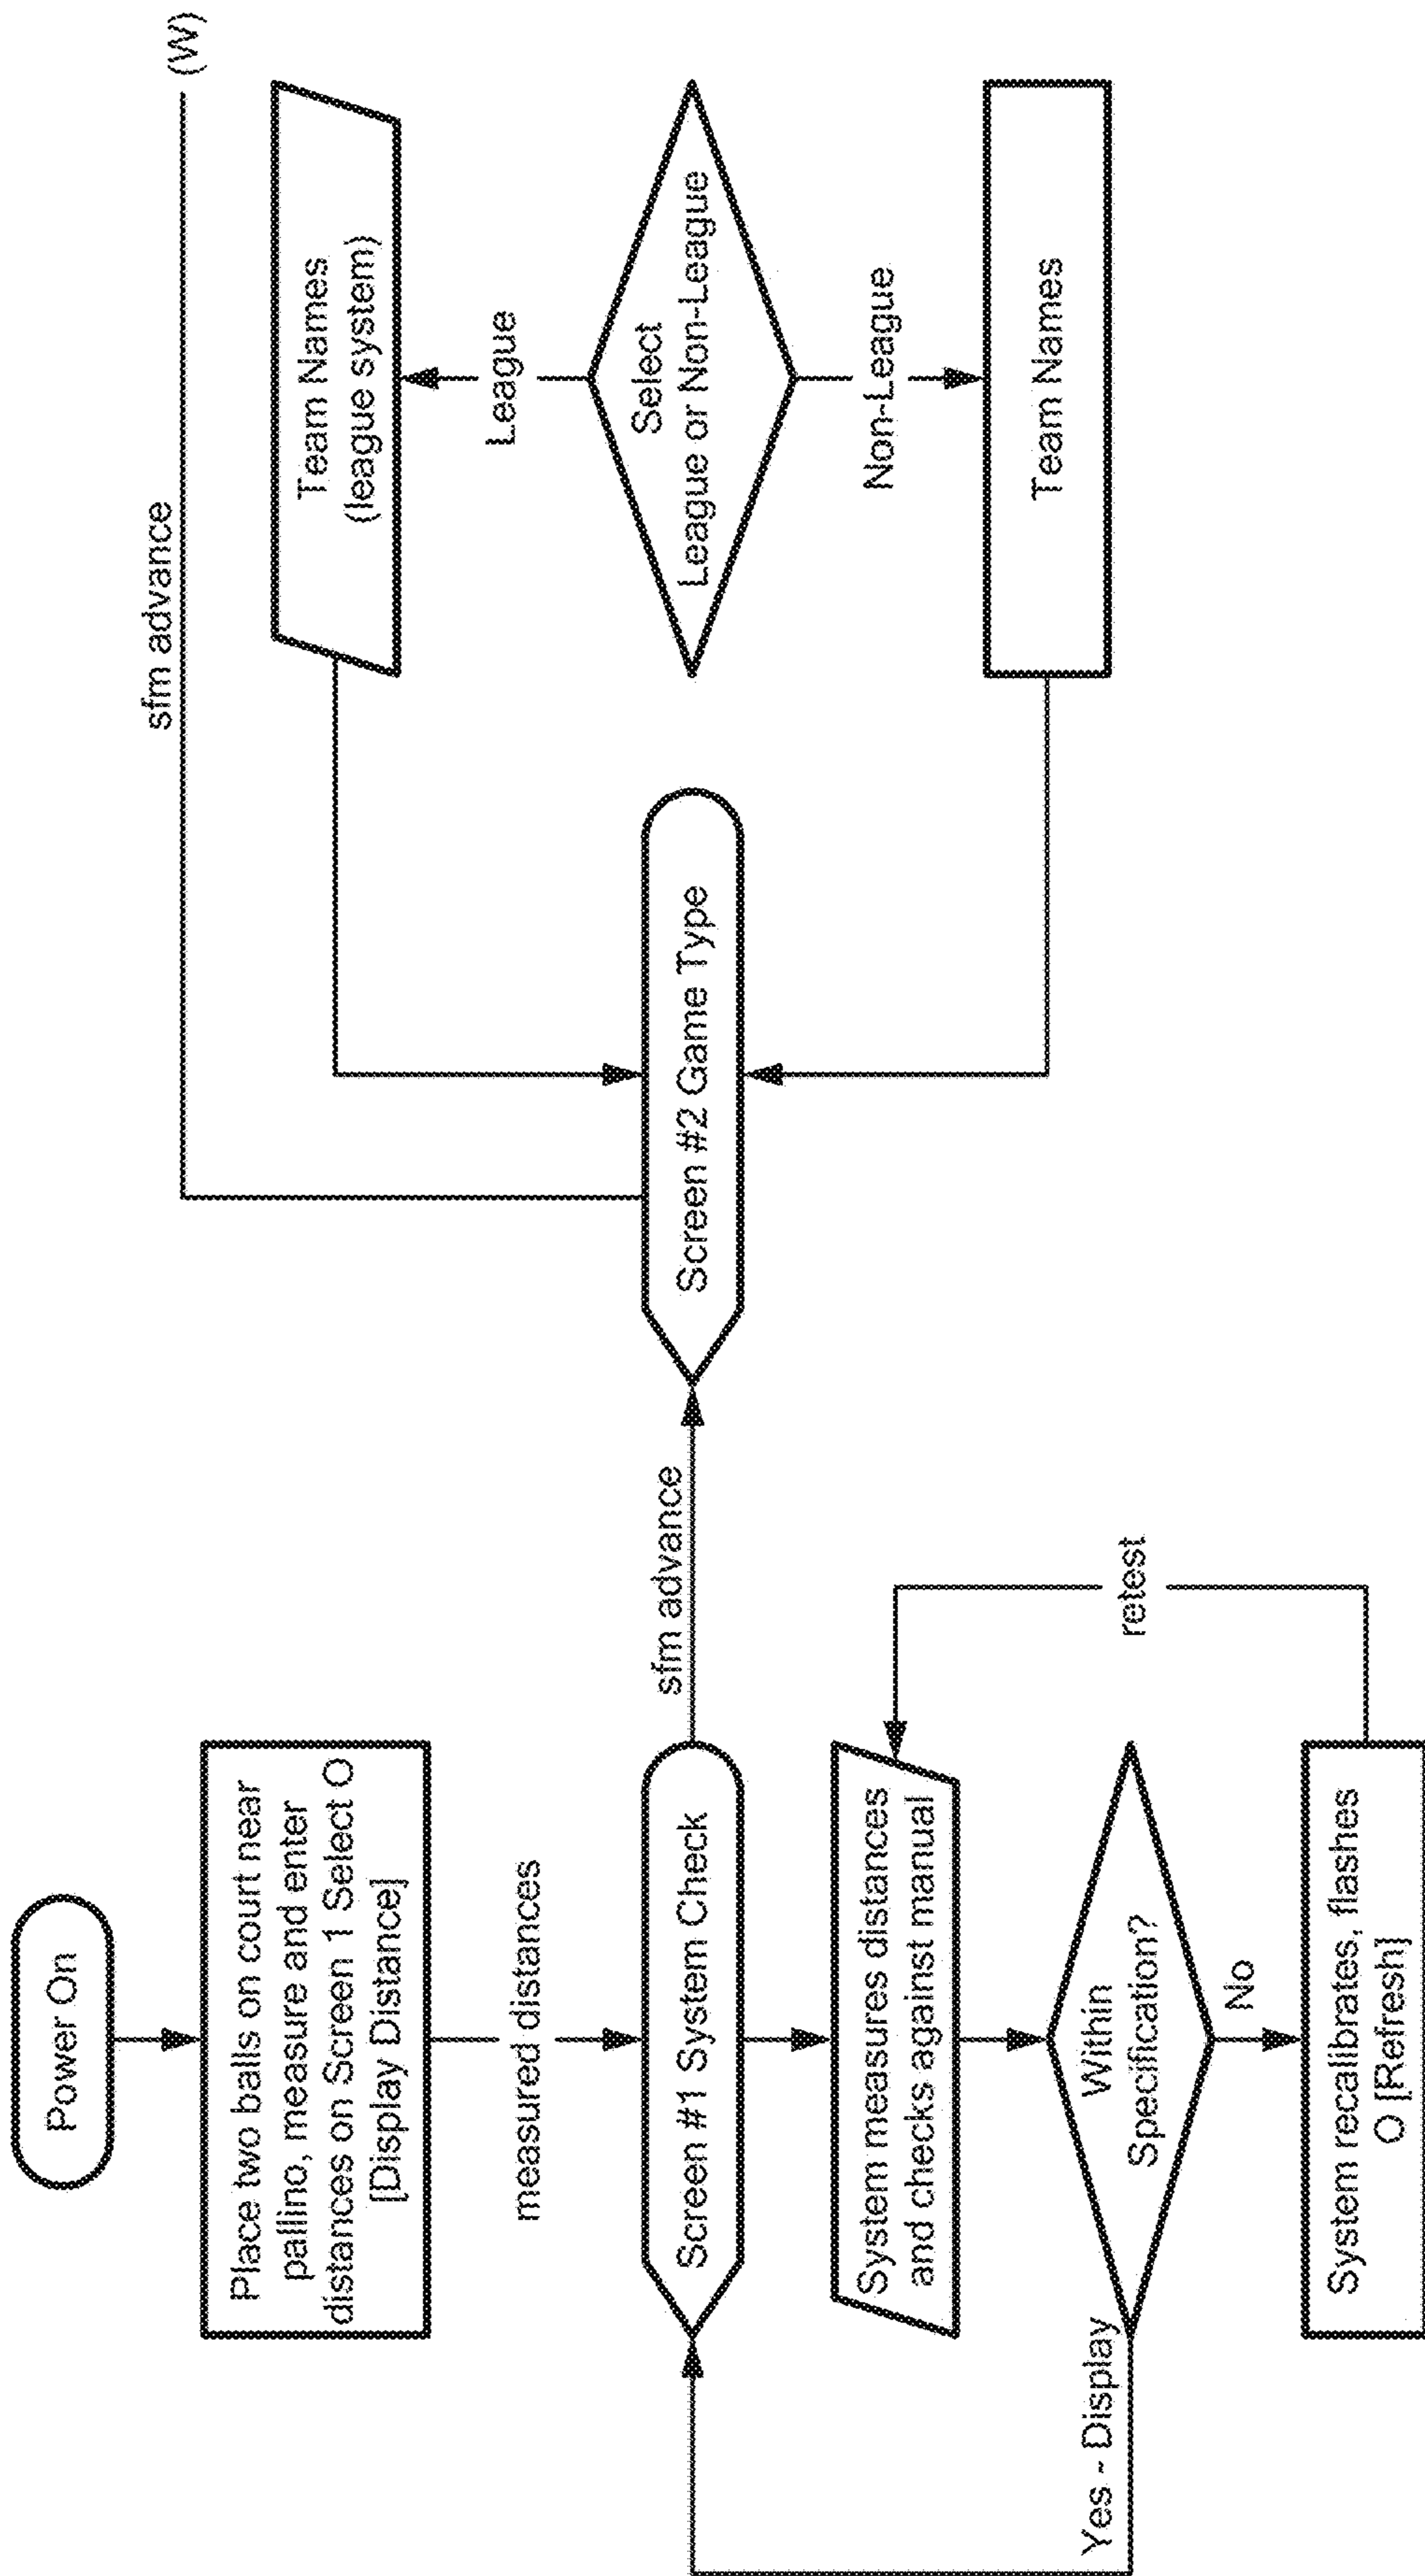 Power On
Place two balls on court near
pallino, measure and enter
distances on Screen 1 Select O
[Display Distance]
measured distances
Screen #1 System Check
System measures distances
and checks against manual
Within
Specification?
Yes - Display
No
System recalibrates, flashes
O [Refresh]
retest
sfm advance
Screen #2 Game Type
sfm advance
(W)
Team Names
(league system)
League
Select
League or Non-League
Non-League
Team Names